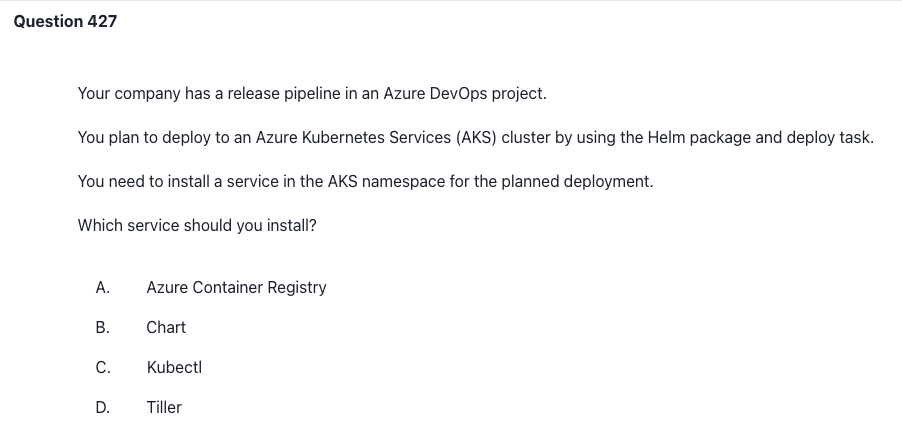 Question 427
Your company has a release pipeline in an Azure DevOps project.
You plan to deploy to an Azure Kubernetes Services (AKS) cluster by using the Helm package and deploy task.
You need to install a service in the AKS namespace for the planned deployment.
Which service should you install?
A. Azure Container Registry
B. Chart
C. Kubectl
D. Tiller